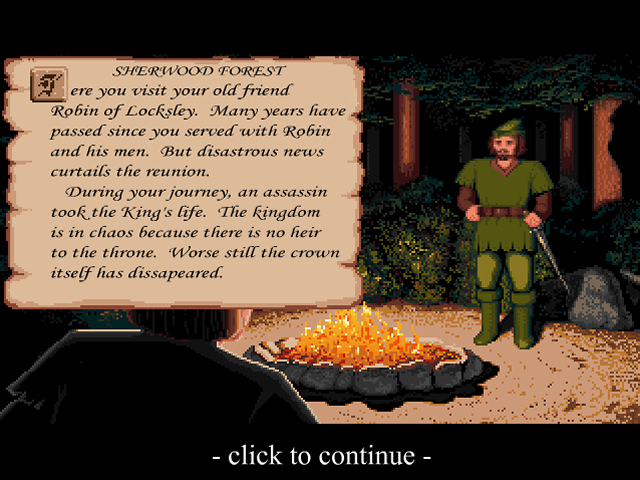 SHERWOOD FOREST
Here you visit your old friend
Robin of Locksley. Many years have
passed since you served with Robin
and his men. But disastrous news
curtails the reunion.
During your journey, an assassin
took the King's life. The kingdom
is in chaos because there is no heir
to the throne. Worse still the crown
itself has dissapeared.
- click to continue -